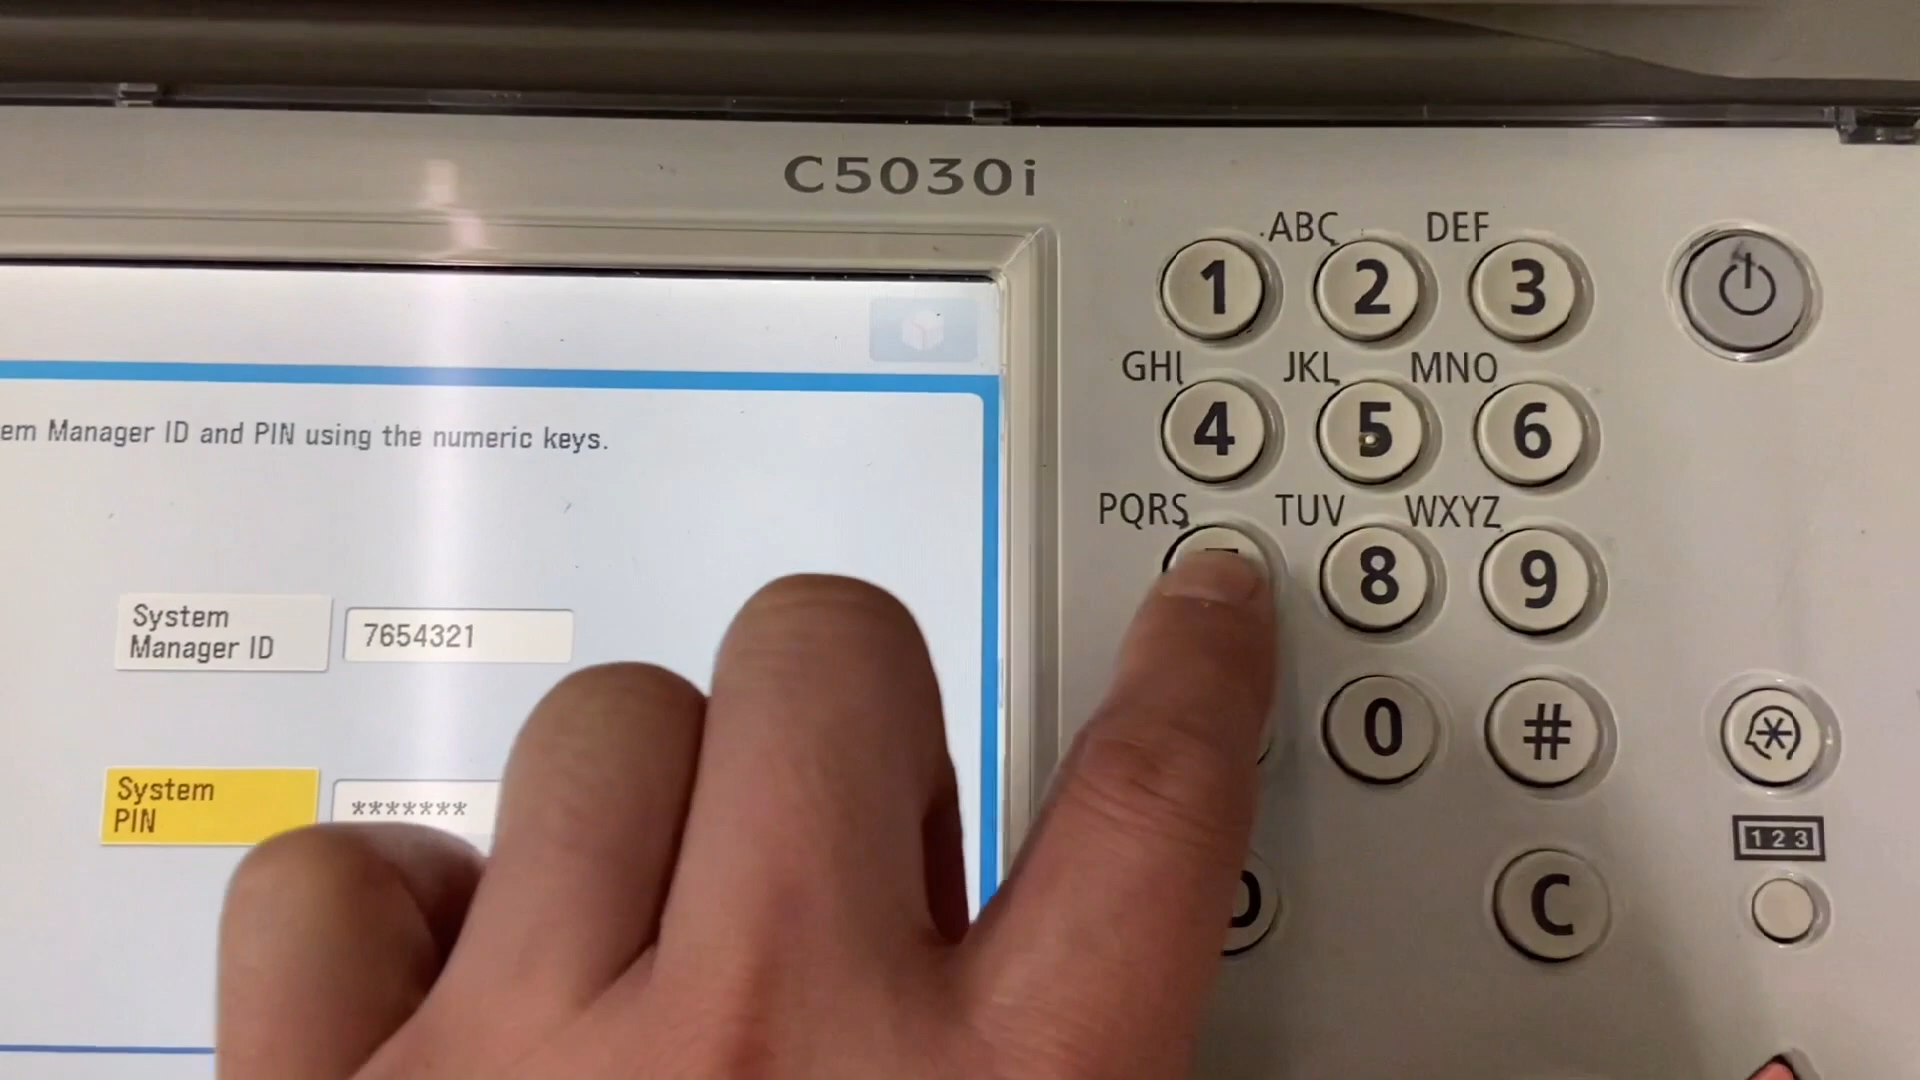 C5030i
em Manager ID and PIN using the numeric keys.
System
Manager ID
7654321
System
PIN
*******
ABC
DEF
1
2
3
GHI
JKL
MNO
4
5
6
PQRS
TUV
WXYZ
8
9
0
#
C
123